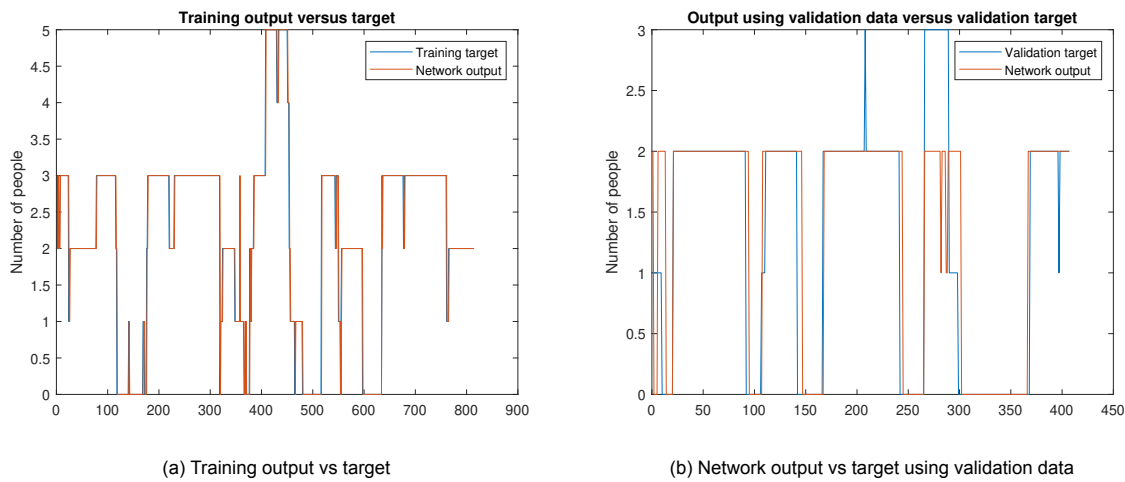 Training output versus target
5
4.5
4
3.5
3
2.5
2
1.5
1
0.5
0
Number of people
Training target
Network output
0 100 200 300 400 500 600 700 800 900
(a) Training output vs target
Output using validation data versus validation target
3
2.5
2
1.5
1
0.5
0
Number of people
Validation target
Network output
0 50 100 150 200 250 300 350 400 450
(b) Network output vs target using validation data